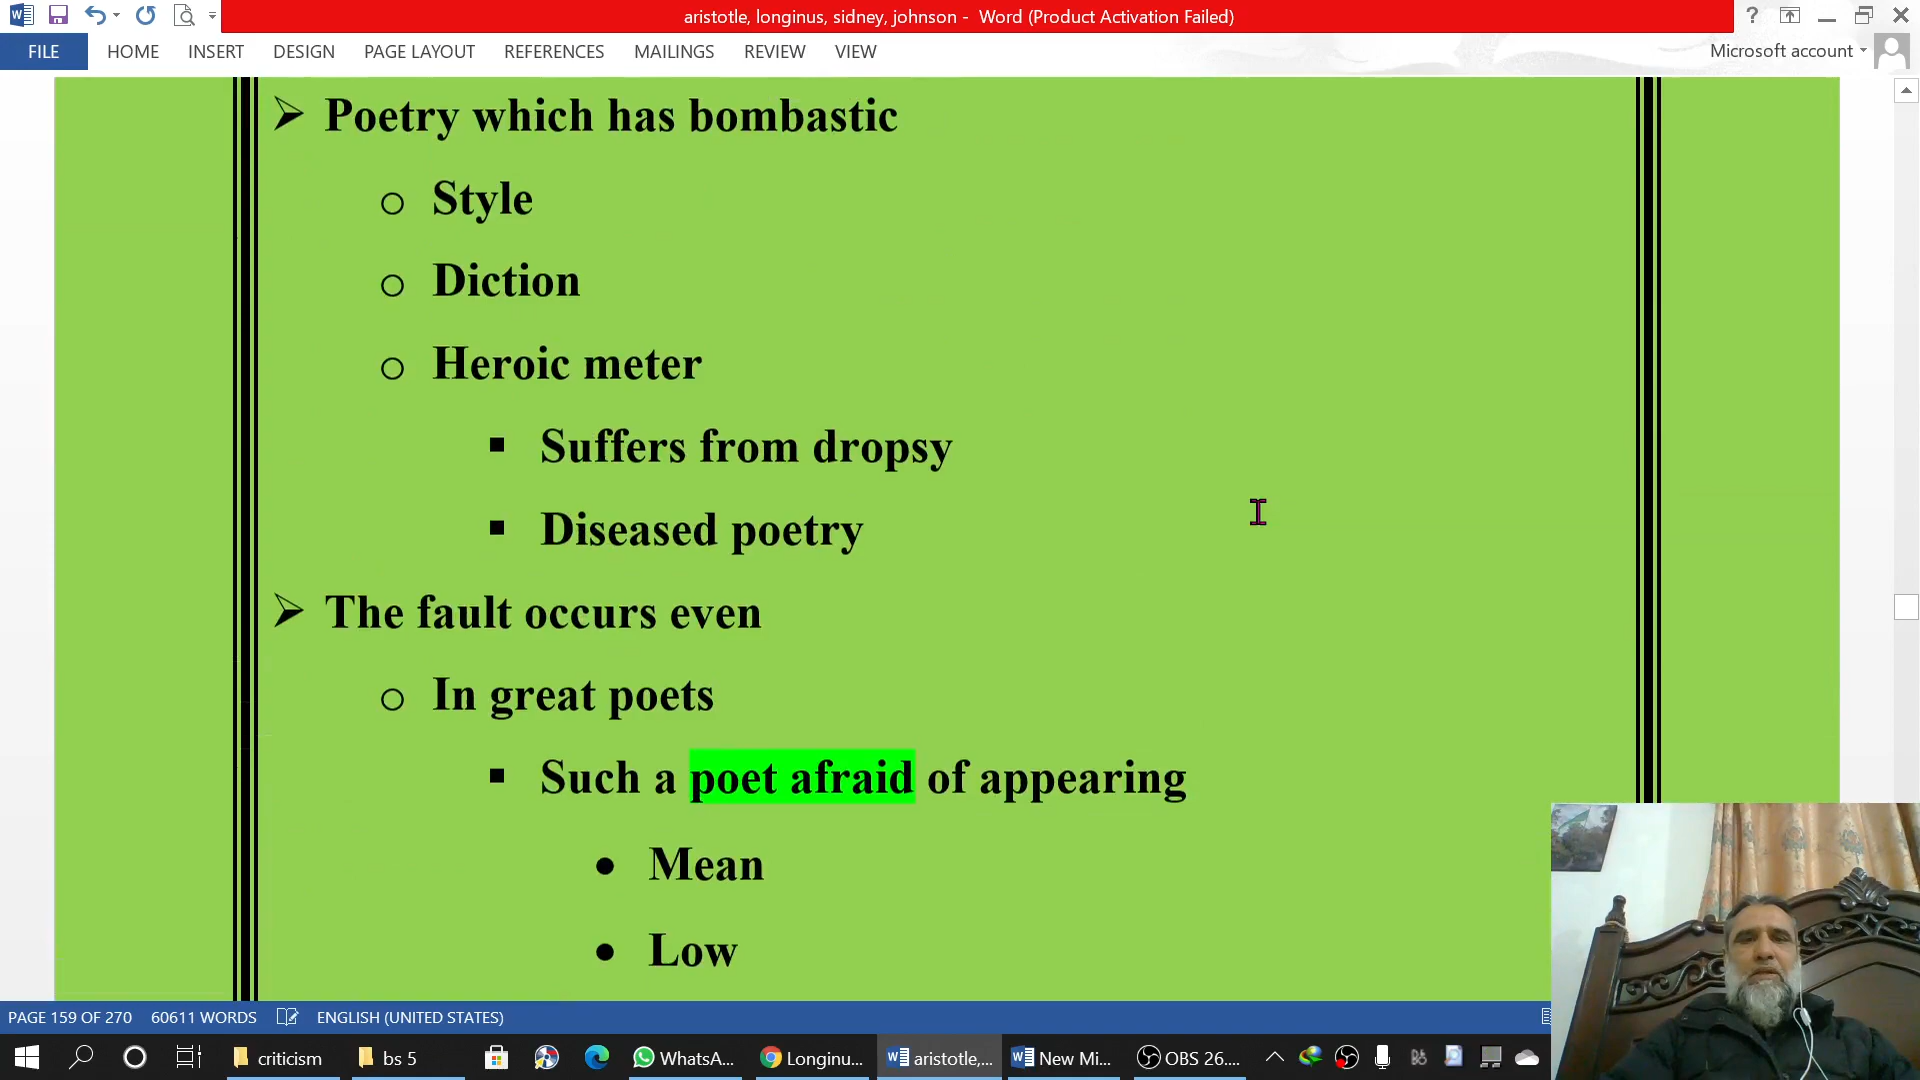 aristotle, longinus, sidney, johnson - Word (Product Activation Failed)
FILE HOME INSERT DESIGN PAGE LAYOUT REFERENCES MAILINGS REVIEW VIEW Microsoft account
Poetry which has bombastic
Style
Diction
Heroic meter
Suffers from dropsy
Diseased poetry
The fault occurs even
In great poets
Such a poet afraid of appearing
Mean
Low
PAGE 159 OF 270 60611 WORDS ENGLISH (UNITED STATES)
criticism bs 5 WhatsA... Longinu... aristotle,... New Mi... OBS 26....